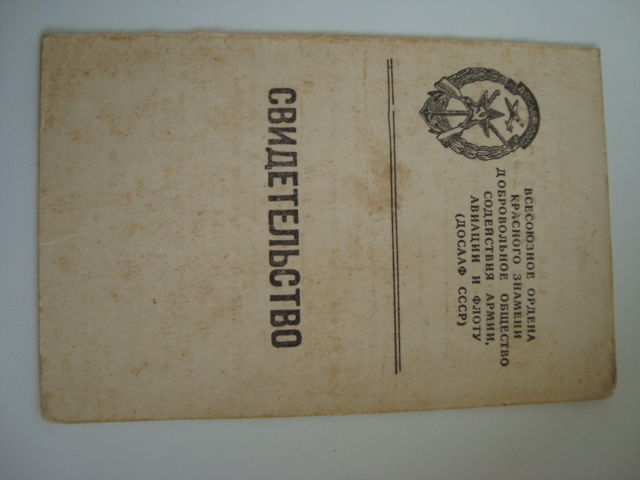 ВСЕСОЮЗНОЕ ОРДЕНА
КРАСНОГО ЗНАМЕНИ
ДОБРОВОЛЬНОЕ ОБЩЕСТВО
СОДЕЙСТВИЯ АРМИИ,
АВИАЦИИ И ФЛОТУ
(ДОСААФ СССР)
СВИДЕТЕЛЬСТВО